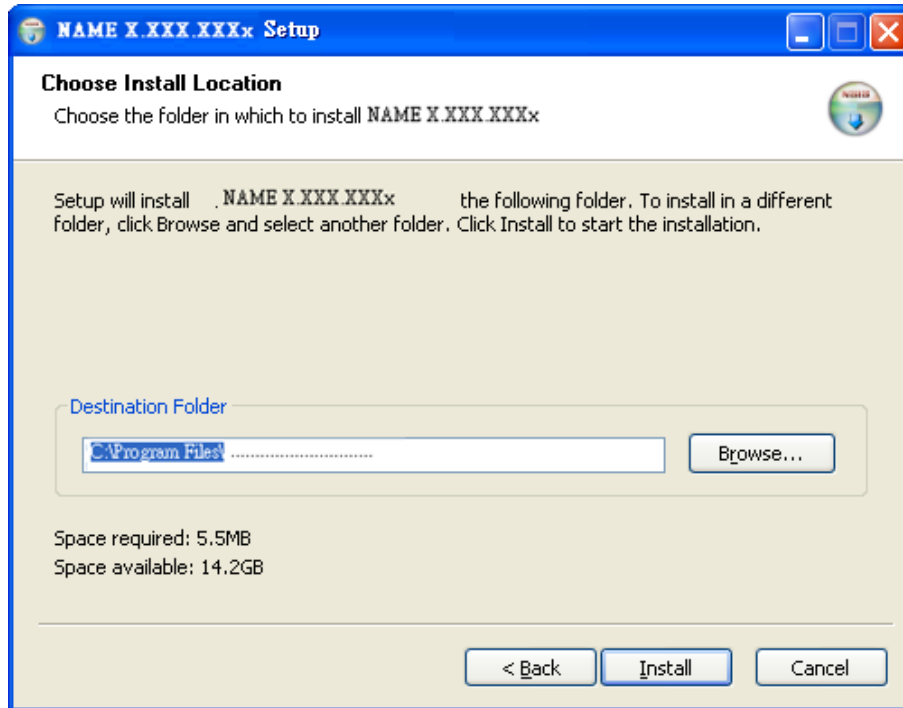 NAME X.XXX.XXXx Setup
Choose Install Location
Choose the folder in which to install NAME X.XXX.XXXx
Setup will install . NAME X.XXX.XXXx the following folder. To install in a different
folder, click Browse and select another folder. Click Install to start the installation.
Destination Folder
C:\Program Files\ ..............................
Browse...
Space required: 5.5MB
Space available: 14.2GB
< Back Install Cancel